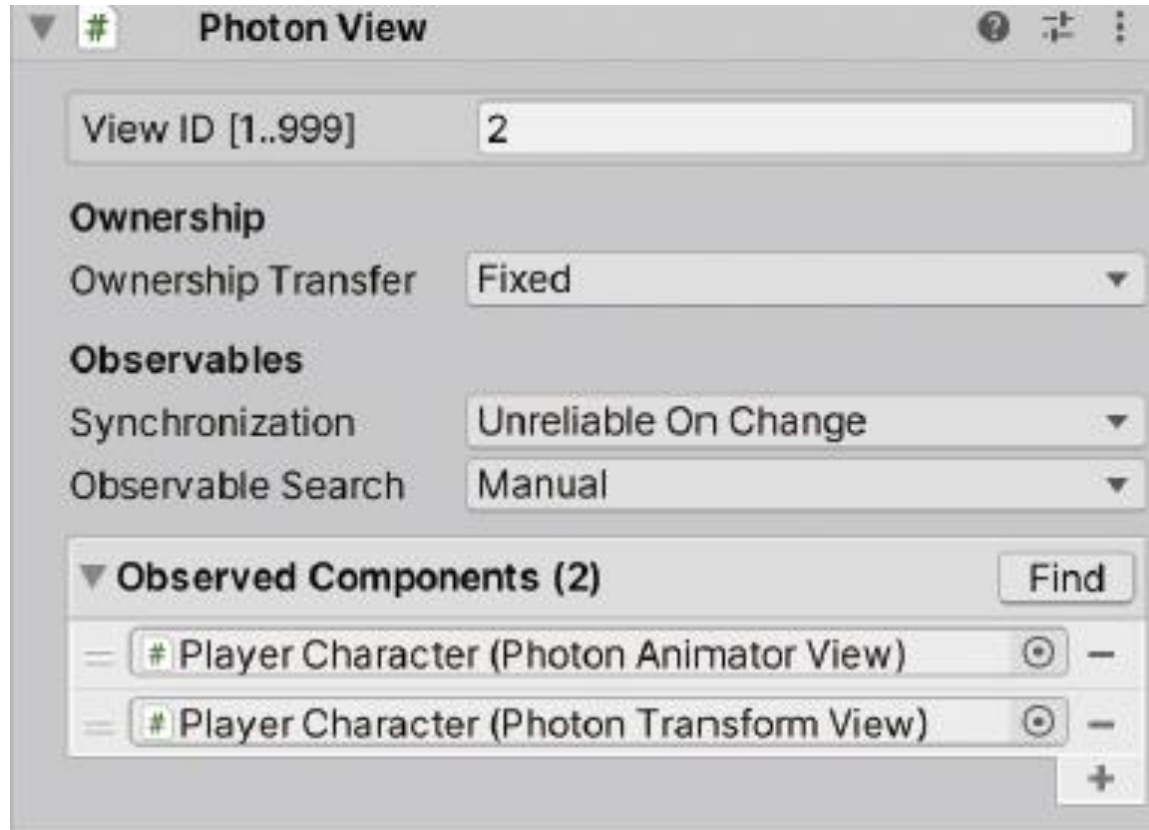 # Photon View
View ID [1..999] 2
Ownership
Ownership Transfer Fixed
Observables
Synchronization Unreliable On Change
Observable Search Manual
Observed Components (2) Find
# Player Character (Photon Animator View)
# Player Character (Photon Transform View)